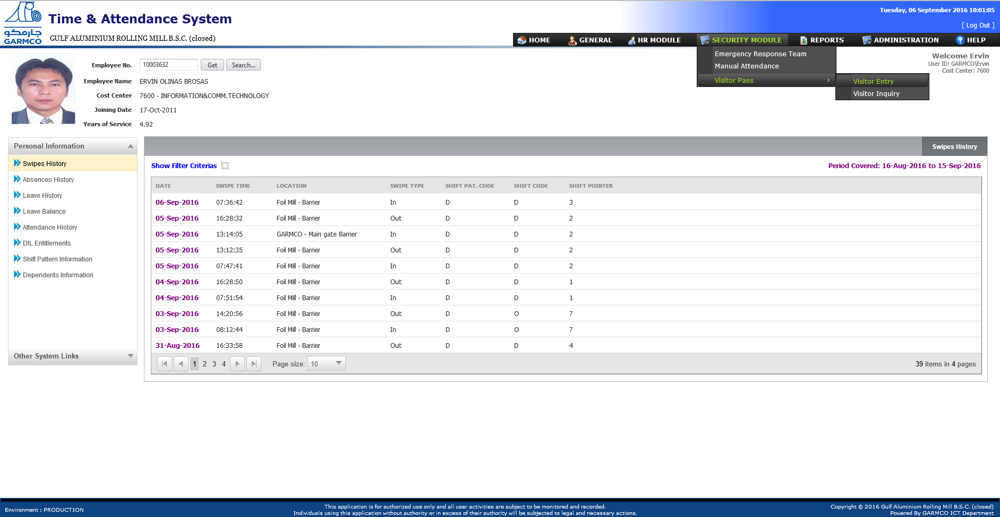 Tuesday, 06 September 2016 10:01:05
Time & Attendance System
[ Log Out ]
جارمكو
GARMCO
GULF ALUMINIUM ROLLING MILL B.S.C. (closed)
HOME GENERAL HR MODULE SECURITY MODULE REPORTS ADMINISTRATION HELP
Emergency Response Team
Manual Attendance
Visitor Pass
Visitor Entry
Visitor Inquiry
Welcome Ervin
User ID: GARMCO\Ervin
Cost Center: 7600
Employee No. 10003632 Get Search...
Employee Name ERVIN OLINAS BROSAS
Cost Center 7600 - INFORMATION&COMM.TECHNOLOGY
Joining Date 17-Oct-2011
Years of Service 4.92
Personal Information
Swipes History
Absences History
Leave History
Leave Balance
Attendance History
DIL Entitlements
Shift Pattern Information
Dependents Information
Other System Links
Swipes History
Show Filter Criterias Period Covered: 16-Aug-2016 to 15-Sep-2016
DATE SWIPE TIME LOCATION SWIPE TYPE SHIFT PAT. CODE SHIFT CODE SHIFT POINTER
06-Sep-2016 07:36:42 Foil Mill - Barrier In D D 3
05-Sep-2016 16:28:32 Foil Mill - Barrier Out D D 2
05-Sep-2016 13:14:05 GARMCO - Main gate Barrier In D D 2
05-Sep-2016 13:12:35 Foil Mill - Barrier Out D D 2
05-Sep-2016 07:47:41 Foil Mill - Barrier In D D 2
04-Sep-2016 16:28:50 Foil Mill - Barrier Out D D 1
04-Sep-2016 07:51:54 Foil Mill - Barrier In D D 1
03-Sep-2016 14:20:56 Foil Mill - Barrier Out D O 7
03-Sep-2016 08:12:44 Foil Mill - Barrier In D O 7
31-Aug-2016 16:33:58 Foil Mill - Barrier Out D D 4
1 2 3 4 Page size: 10 39 items in 4 pages
Environment : PRODUCTION
This application is for authorized use only and all user activities are subject to be monitored and recorded.
Individuals using this application without authority or in excess of their authority will be subjected to legal and necessary actions.
Copyright © 2016 Gulf Aluminium Rolling Mill B.S.C. (closed)
Powered By GARMCO ICT Department